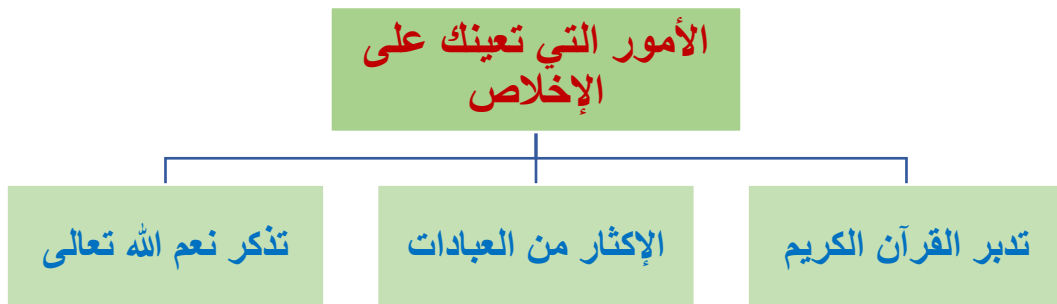 الأمور التي تعينك على
الإخلاص
تدبر القرآن الكريم
الإكثار من العبادات
تذكر نعم الله تعالى